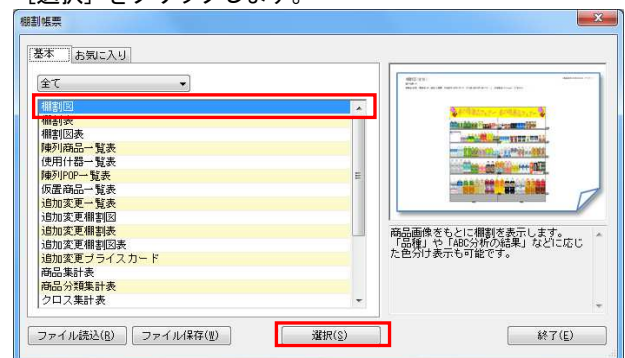 [選択] をクリックします。
棚割帳票
基本 お気に入り
全て
棚割図
棚割表
棚割図表
陳列商品一覧表
使用什器一覧表
陳列POP一覧表
仮置商品一覧表
追加変更一覧表
追加変更棚割図
追加変更棚割表
追加変更棚割図表
追加変更プライスカード
商品集計表
商品分類集計表
クロス集計表
商品画像をもとに棚割を表示します。
「品種」や「ABC分析の結果」などに応じ
た色分け表示も可能です。
ファイル読込(R) ファイル保存(W) 選択(S) 終了(E)